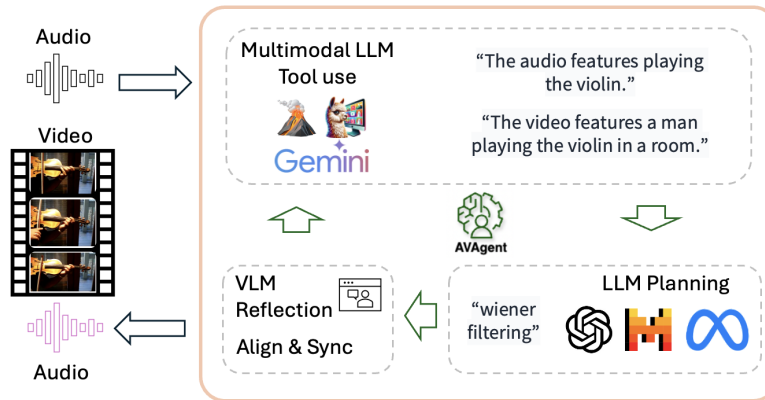 Audio
Video
Audio
Multimodal LLM
Tool use
Gemini
“The audio features playing
the violin.”
“The video features a man
playing the violin in a room.”
AVAgent
VLM
Reflection
Align & Sync
“wiener
filtering”
LLM Planning